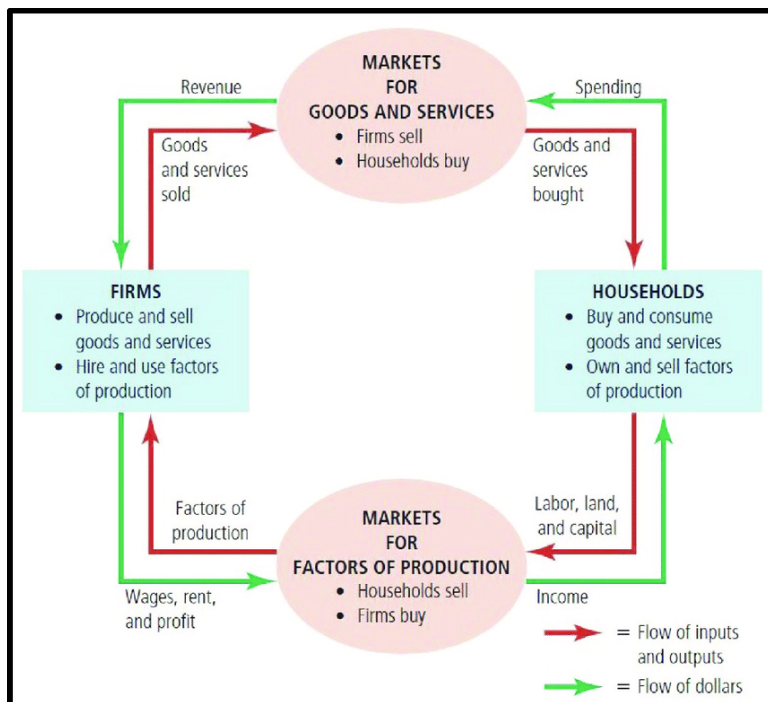 MARKETS
FOR
GOODS AND SERVICES
• Firms sell
• Households buy
Revenue
Spending
Goods
and services
sold
Goods and
services
bought
FIRMS
• Produce and sell
goods and services
• Hire and use factors
of production
HOUSEHOLDS
• Buy and consume
goods and services
• Own and sell factors
of production
Factors of
production
Labor, land,
and capital
MARKETS
FOR
FACTORS OF PRODUCTION
• Households sell
• Firms buy
Wages, rent,
and profit
Income
= Flow of inputs
and outputs
= Flow of dollars